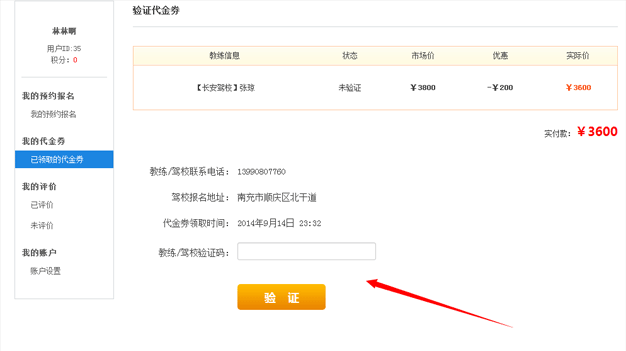 林林啊
用户ID:35
积分：0
我的预约报名
我的预约报名
我的代金券
已领取的代金券
我的评价
已评价
未评价
我的账户
账户设置
验证代金券
教练信息 状态 市场价 优惠 实际价
【长安驾校】张琼 未验证 ￥3800 -￥200 ￥3600
实付款：￥3600
教练/驾校联系电话： 13990807760
驾校报名地址： 南充市顺庆区北干道
代金券领取时间： 2014年9月14日 23:32
教练/驾校验证码：
验 证